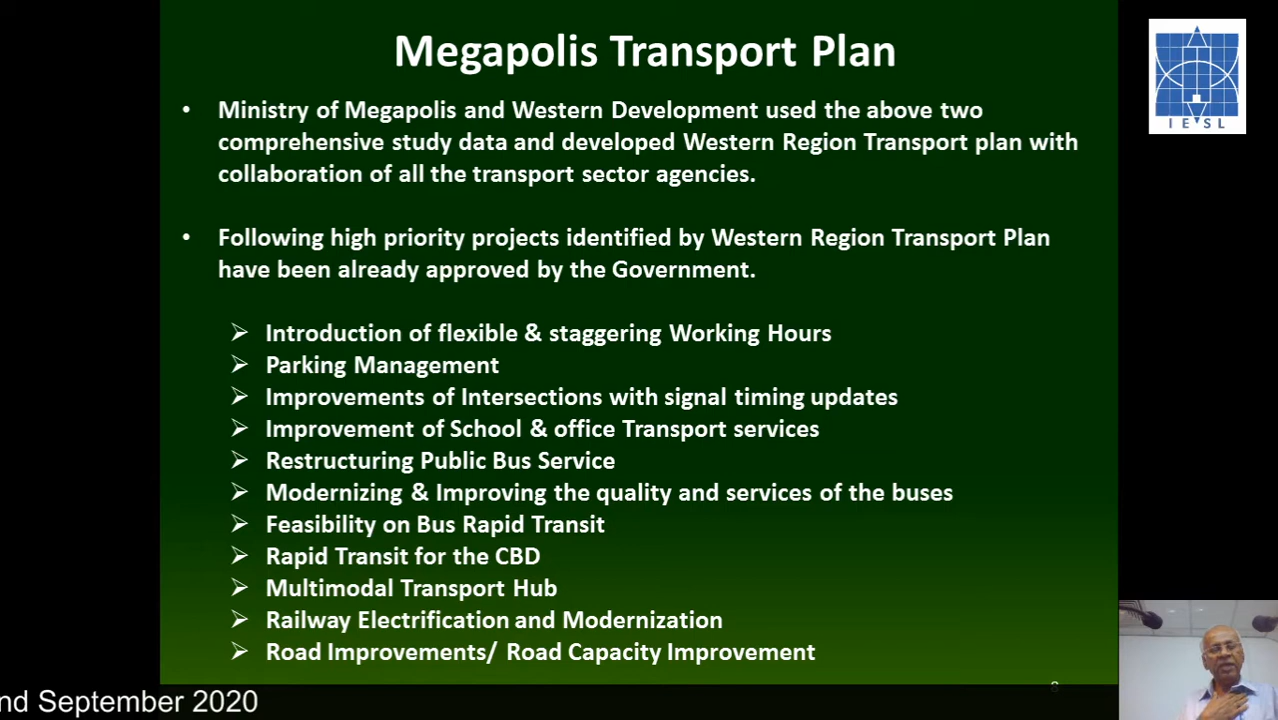 Megapolis Transport Plan
• Ministry of Megapolis and Western Development used the above two
comprehensive study data and developed Western Region Transport plan with
collaboration of all the transport sector agencies.
• Following high priority projects identified by Western Region Transport Plan
have been already approved by the Government.
➢ Introduction of flexible & staggering Working Hours
➢ Parking Management
➢ Improvements of Intersections with signal timing updates
➢ Improvement of School & office Transport services
➢ Restructuring Public Bus Service
➢ Modernizing & Improving the quality and services of the buses
➢ Feasibility on Bus Rapid Transit
➢ Rapid Transit for the CBD
➢ Multimodal Transport Hub
➢ Railway Electrification and Modernization
➢ Road Improvements/ Road Capacity Improvement
8
IESL
nd September 2020